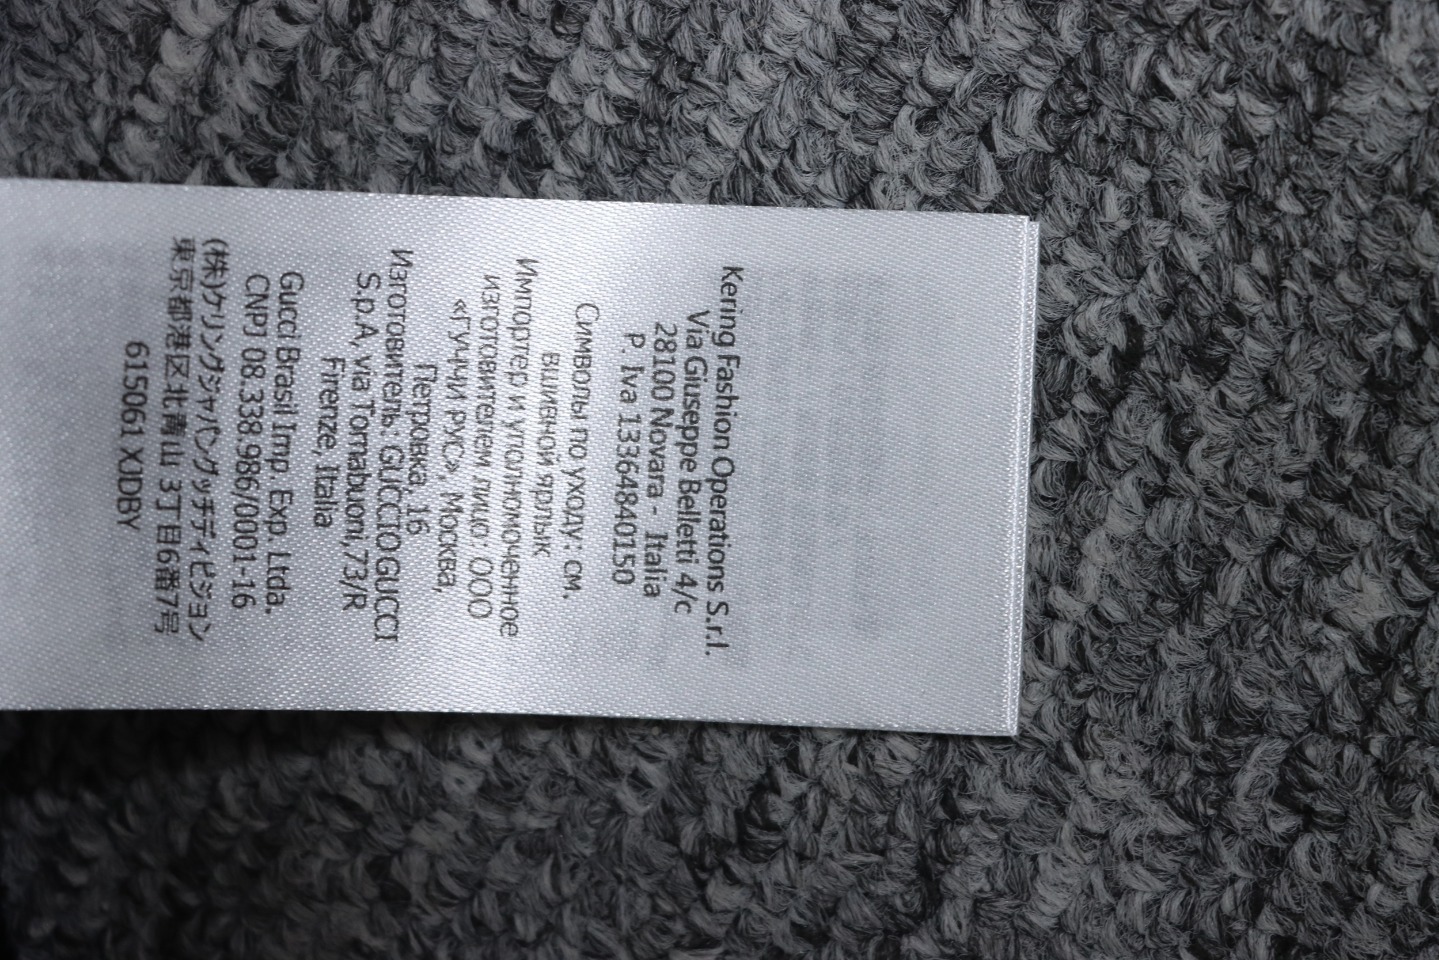 Kering Fashion Operations S.r.l.
Via Giuseppe Belletti 4/c
28100 Novara - Italia
P. Iva 13364840150
Символы по уходу: см.
вшивной ярлык
Импортер и уполномоченное
изготовителем лицо: ООО
«ГУЧЧИ РУС», Москва,
Петровка, 16
Изготовитель: GUCCIOGUCCI
S.p.A, via Tornabuoni,73/R
Firenze, Italia
Gucci Brasil Imp. Exp. Ltda.
CNPJ 08.338.986/0001-16
(株)ケリングジャパングッチディビジョン
東京都港区北青山 3丁目6番7号
615061 XJDBY